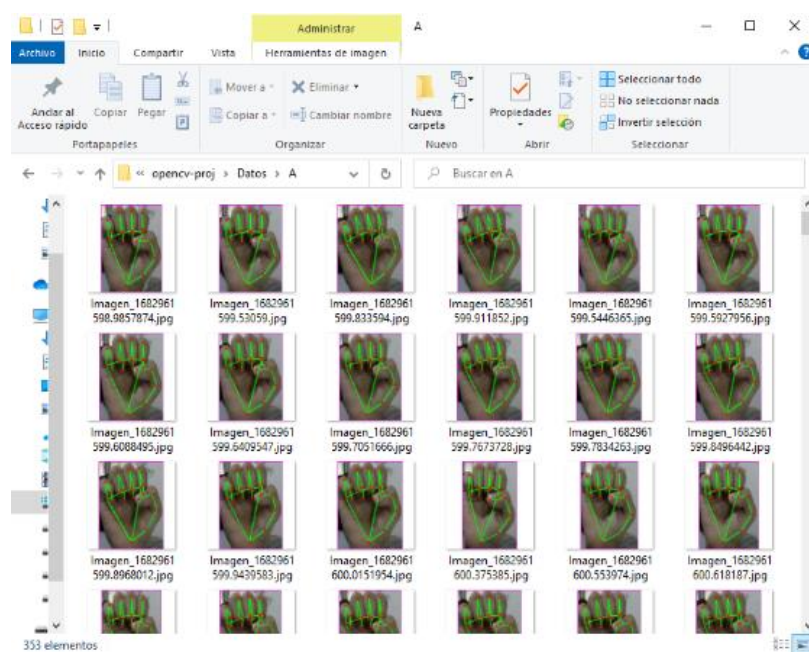 Administrar
A
Archivo Inicio Compartir Vista Herramientas de imagen
Anclar al Acceso rápido
Copiar
Pegar
Mover a
Copiar a
Eliminar
Cambiar nombre
Nueva carpeta
Propiedades
Seleccionar todo
No seleccionar nada
Invertir selección
Portapapeles Organizar Nuevo Abrir Seleccionar
« opencv-proj > Datos > A
Buscar en A
Imagen_1682961 Imagen_1682961 Imagen_1682961 Imagen_1682961 Imagen_1682961 Imagen_1682961
598.9857874.jpg 599.53059.jpg 599.833594.jpg 599.911852.jpg 599.5446365.jpg 599.5927956.jpg
Imagen_1682961 Imagen_1682961 Imagen_1682961 Imagen_1682961 Imagen_1682961 Imagen_1682961
599.6088495.jpg 599.6409547.jpg 599.7051666.jpg 599.7673728.jpg 599.7834263.jpg 599.8496442.jpg
Imagen_1682961 Imagen_1682961 Imagen_1682961 Imagen_1682961 Imagen_1682961 Imagen_1682961
599.8968012.jpg 599.9439583.jpg 600.0151954.jpg 600.375385.jpg 600.553974.jpg 600.618187.jpg
353 elementos